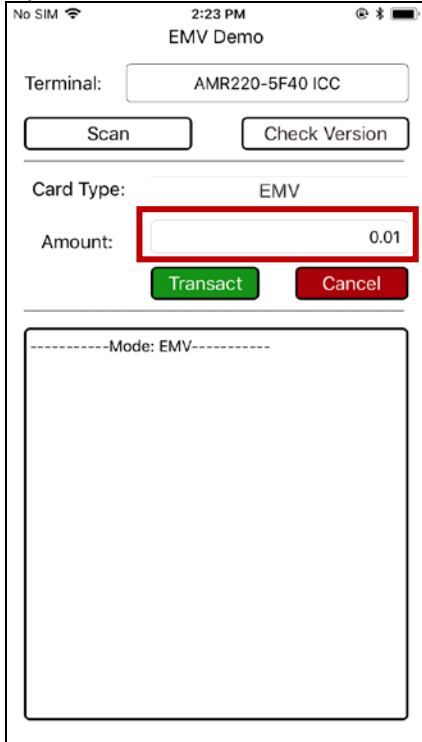 No SIM 2:23 PM
EMV Demo
Terminal: AMR220-5F40 ICC
Scan Check Version
Card Type: EMV
Amount: 0.01
Transact Cancel
-----------Mode: EMV-----------